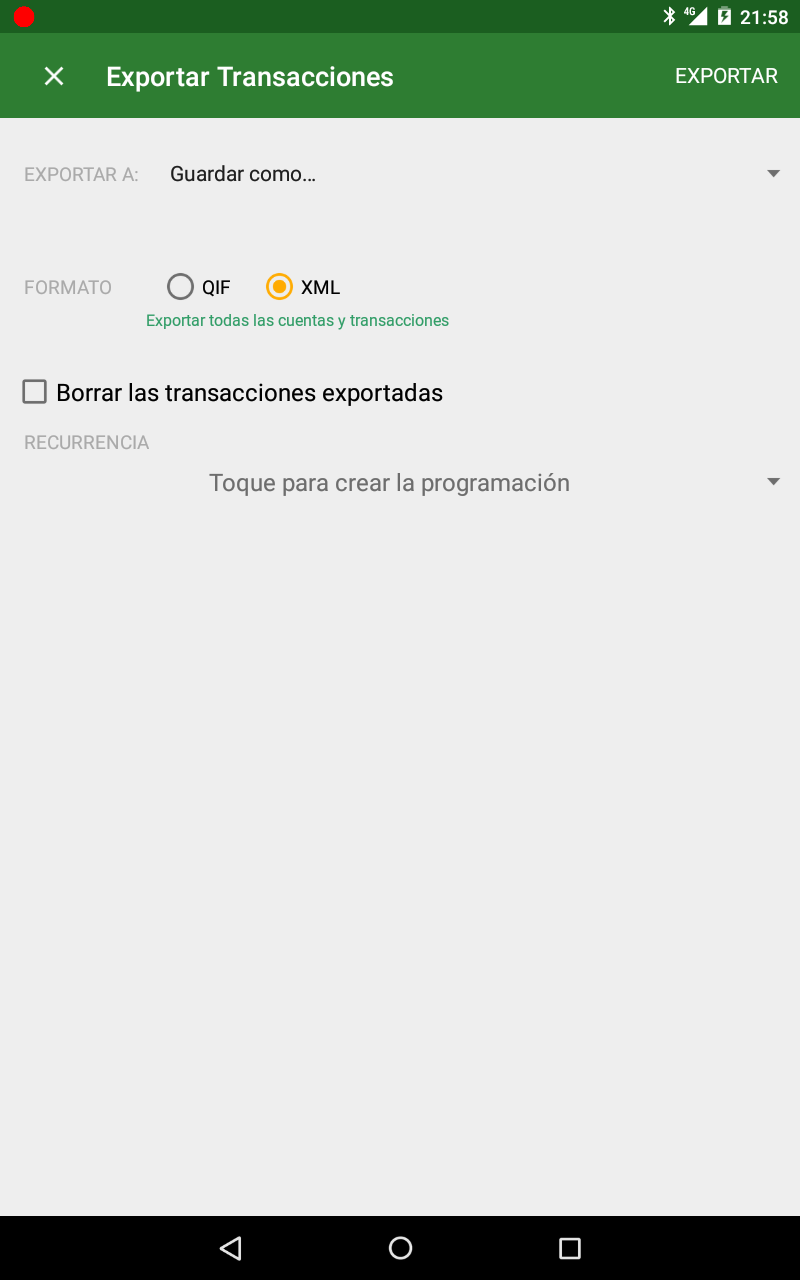 4G 21:58
Exportar Transacciones EXPORTAR
EXPORTAR A: Guardar como...
FORMATO QIF XML
Exportar todas las cuentas y transacciones
Borrar las transacciones exportadas
RECURRENCIA
Toque para crear la programación